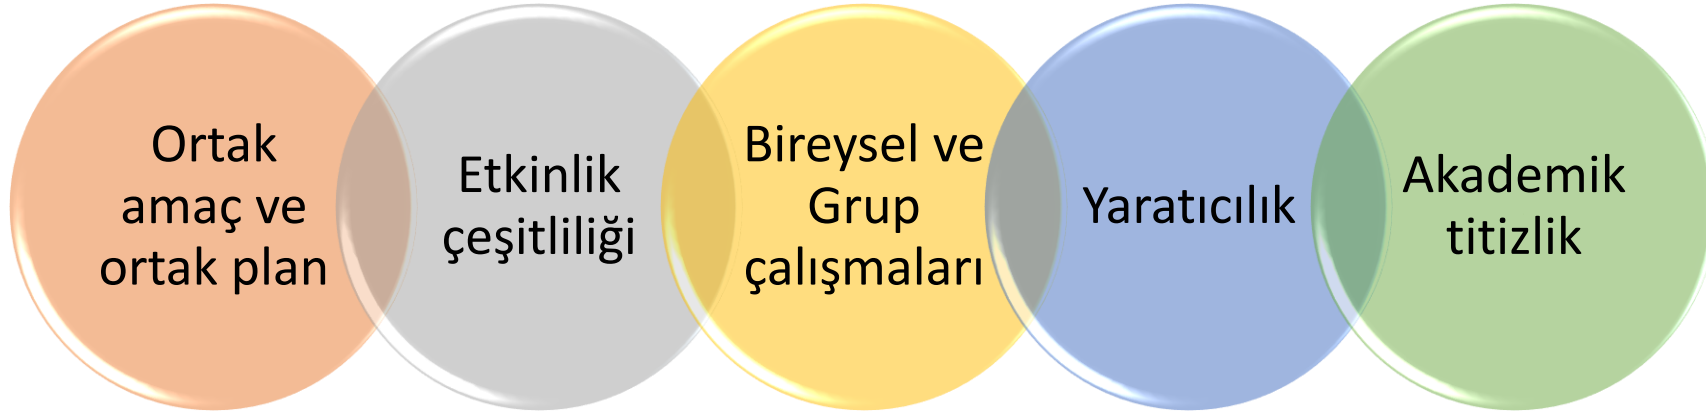 Ortak
amaç ve
ortak plan
Etkinlik
çeşitliliği
Bireysel ve
Grup
çalışmaları
Yaratıcılık
Akademik
titizlik